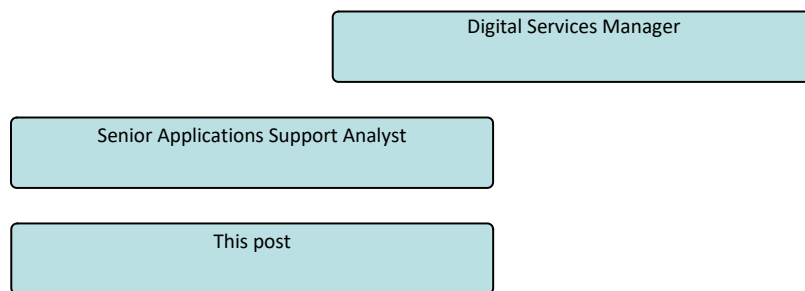 Digital Services Manager
Senior Applications Support Analyst
This post